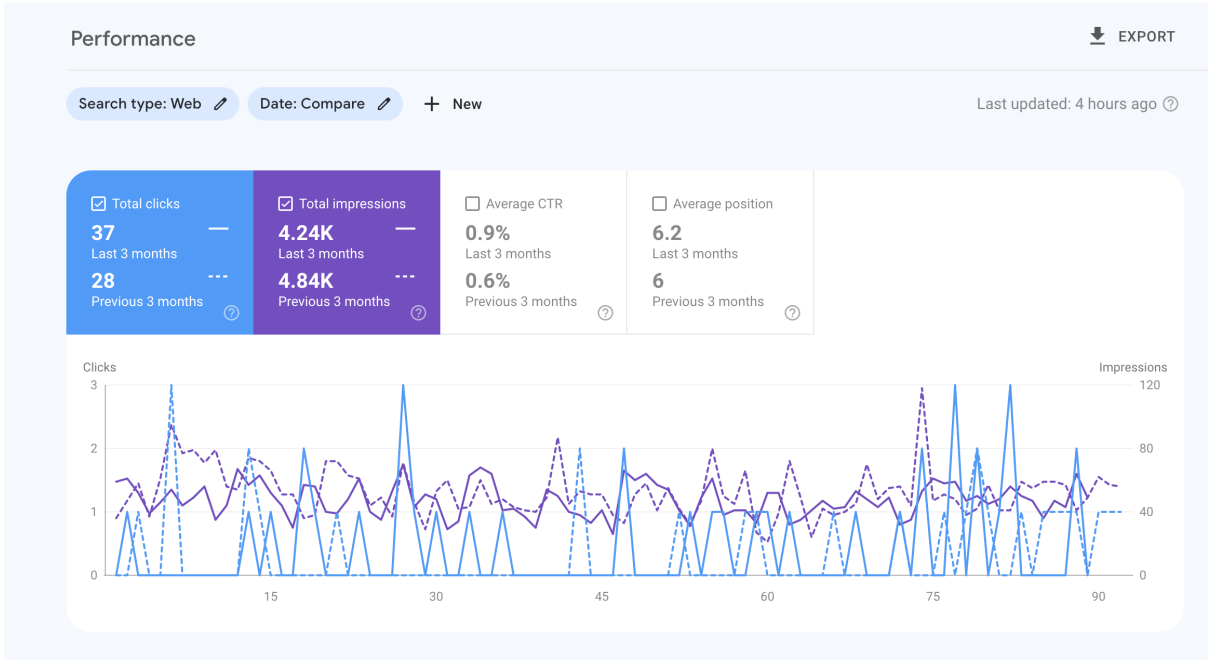 Performance
EXPORT
Search type: Web
Date: Compare
New
Last updated: 4 hours ago
Total clicks
37
Last 3 months
28
Previous 3 months
Total impressions
4.24K
Last 3 months
4.84K
Previous 3 months
Average CTR
0.9%
Last 3 months
0.6%
Previous 3 months
Average position
6.2
Last 3 months
6
Previous 3 months
Clicks
Impressions
3
120
2
80
1
40
0
0
15
30
45
60
75
90